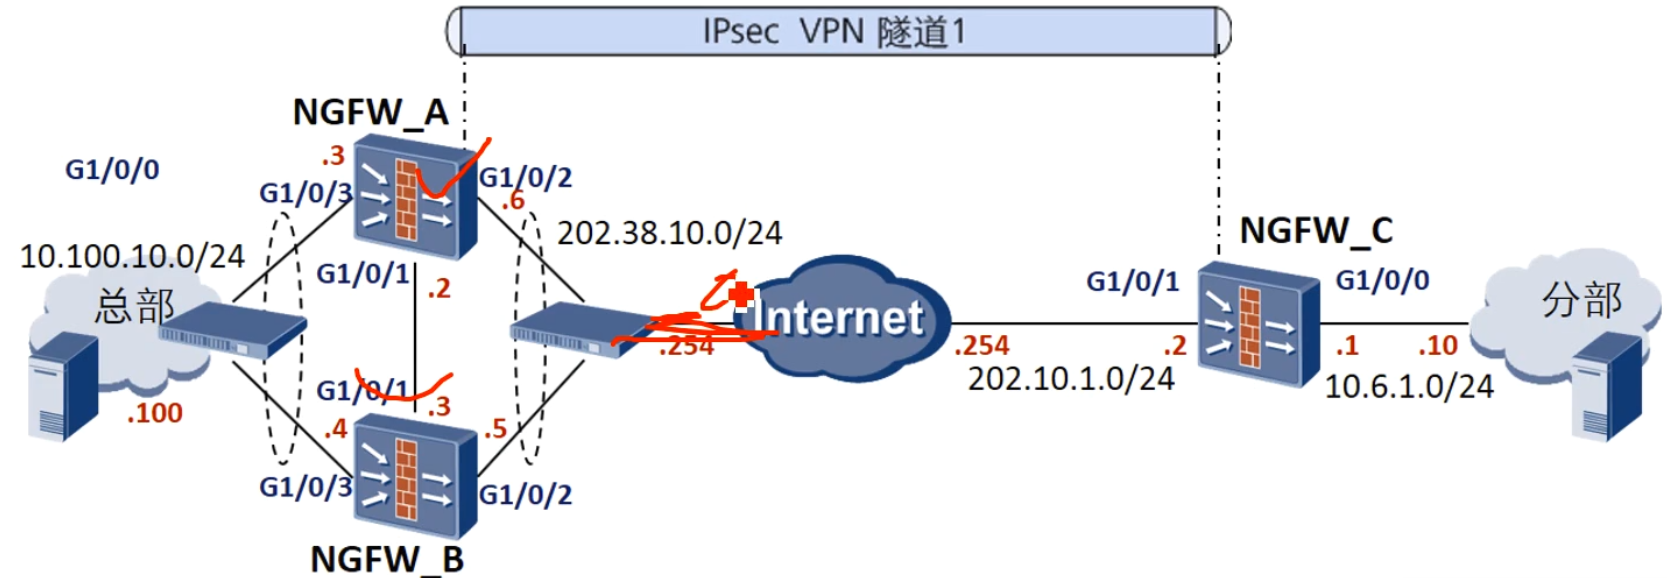 IPsec VPN 隧道1
NGFW_A
G1/0/0
.3
G1/0/3
G1/0/2
.6
202.38.10.0/24
NGFW_C
10.100.10.0/24
G1/0/1
.2
G1/0/1
G1/0/0
总部
Internet
分部
.254
.254
.2
.1
.10
202.10.1.0/24
10.6.1.0/24
G1/0/1
.3
.100
.4
.5
G1/0/3
G1/0/2
NGFW_B